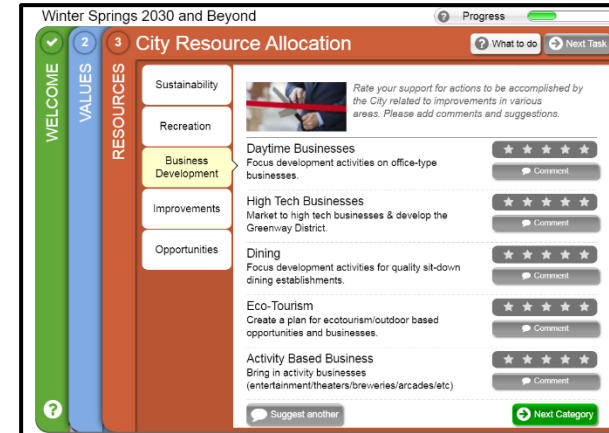 Winter Springs 2030 and Beyond
? Progress
WELCOME
?
2
VALUES
3
RESOURCES
City Resource Allocation
? What to do
Next Task
Sustainability
Recreation
Business
Development
Improvements
Opportunities
Rate your support for actions to be accomplished by
the City related to improvements in various
areas. Please add comments and suggestions.
Daytime Businesses
Focus development activities on office-type
businesses.
Comment
High Tech Businesses
Market to high tech businesses & develop the
Greenway District.
Comment
Dining
Focus development activities for quality sit-down
dining establishments.
Comment
Eco-Tourism
Create a plan for ecotourism/outdoor based
opportunities and businesses.
Comment
Activity Based Business
Bring in activity businesses
(entertainment/theaters/breweries/arcades/etc)
Comment
Suggest another
Next Category